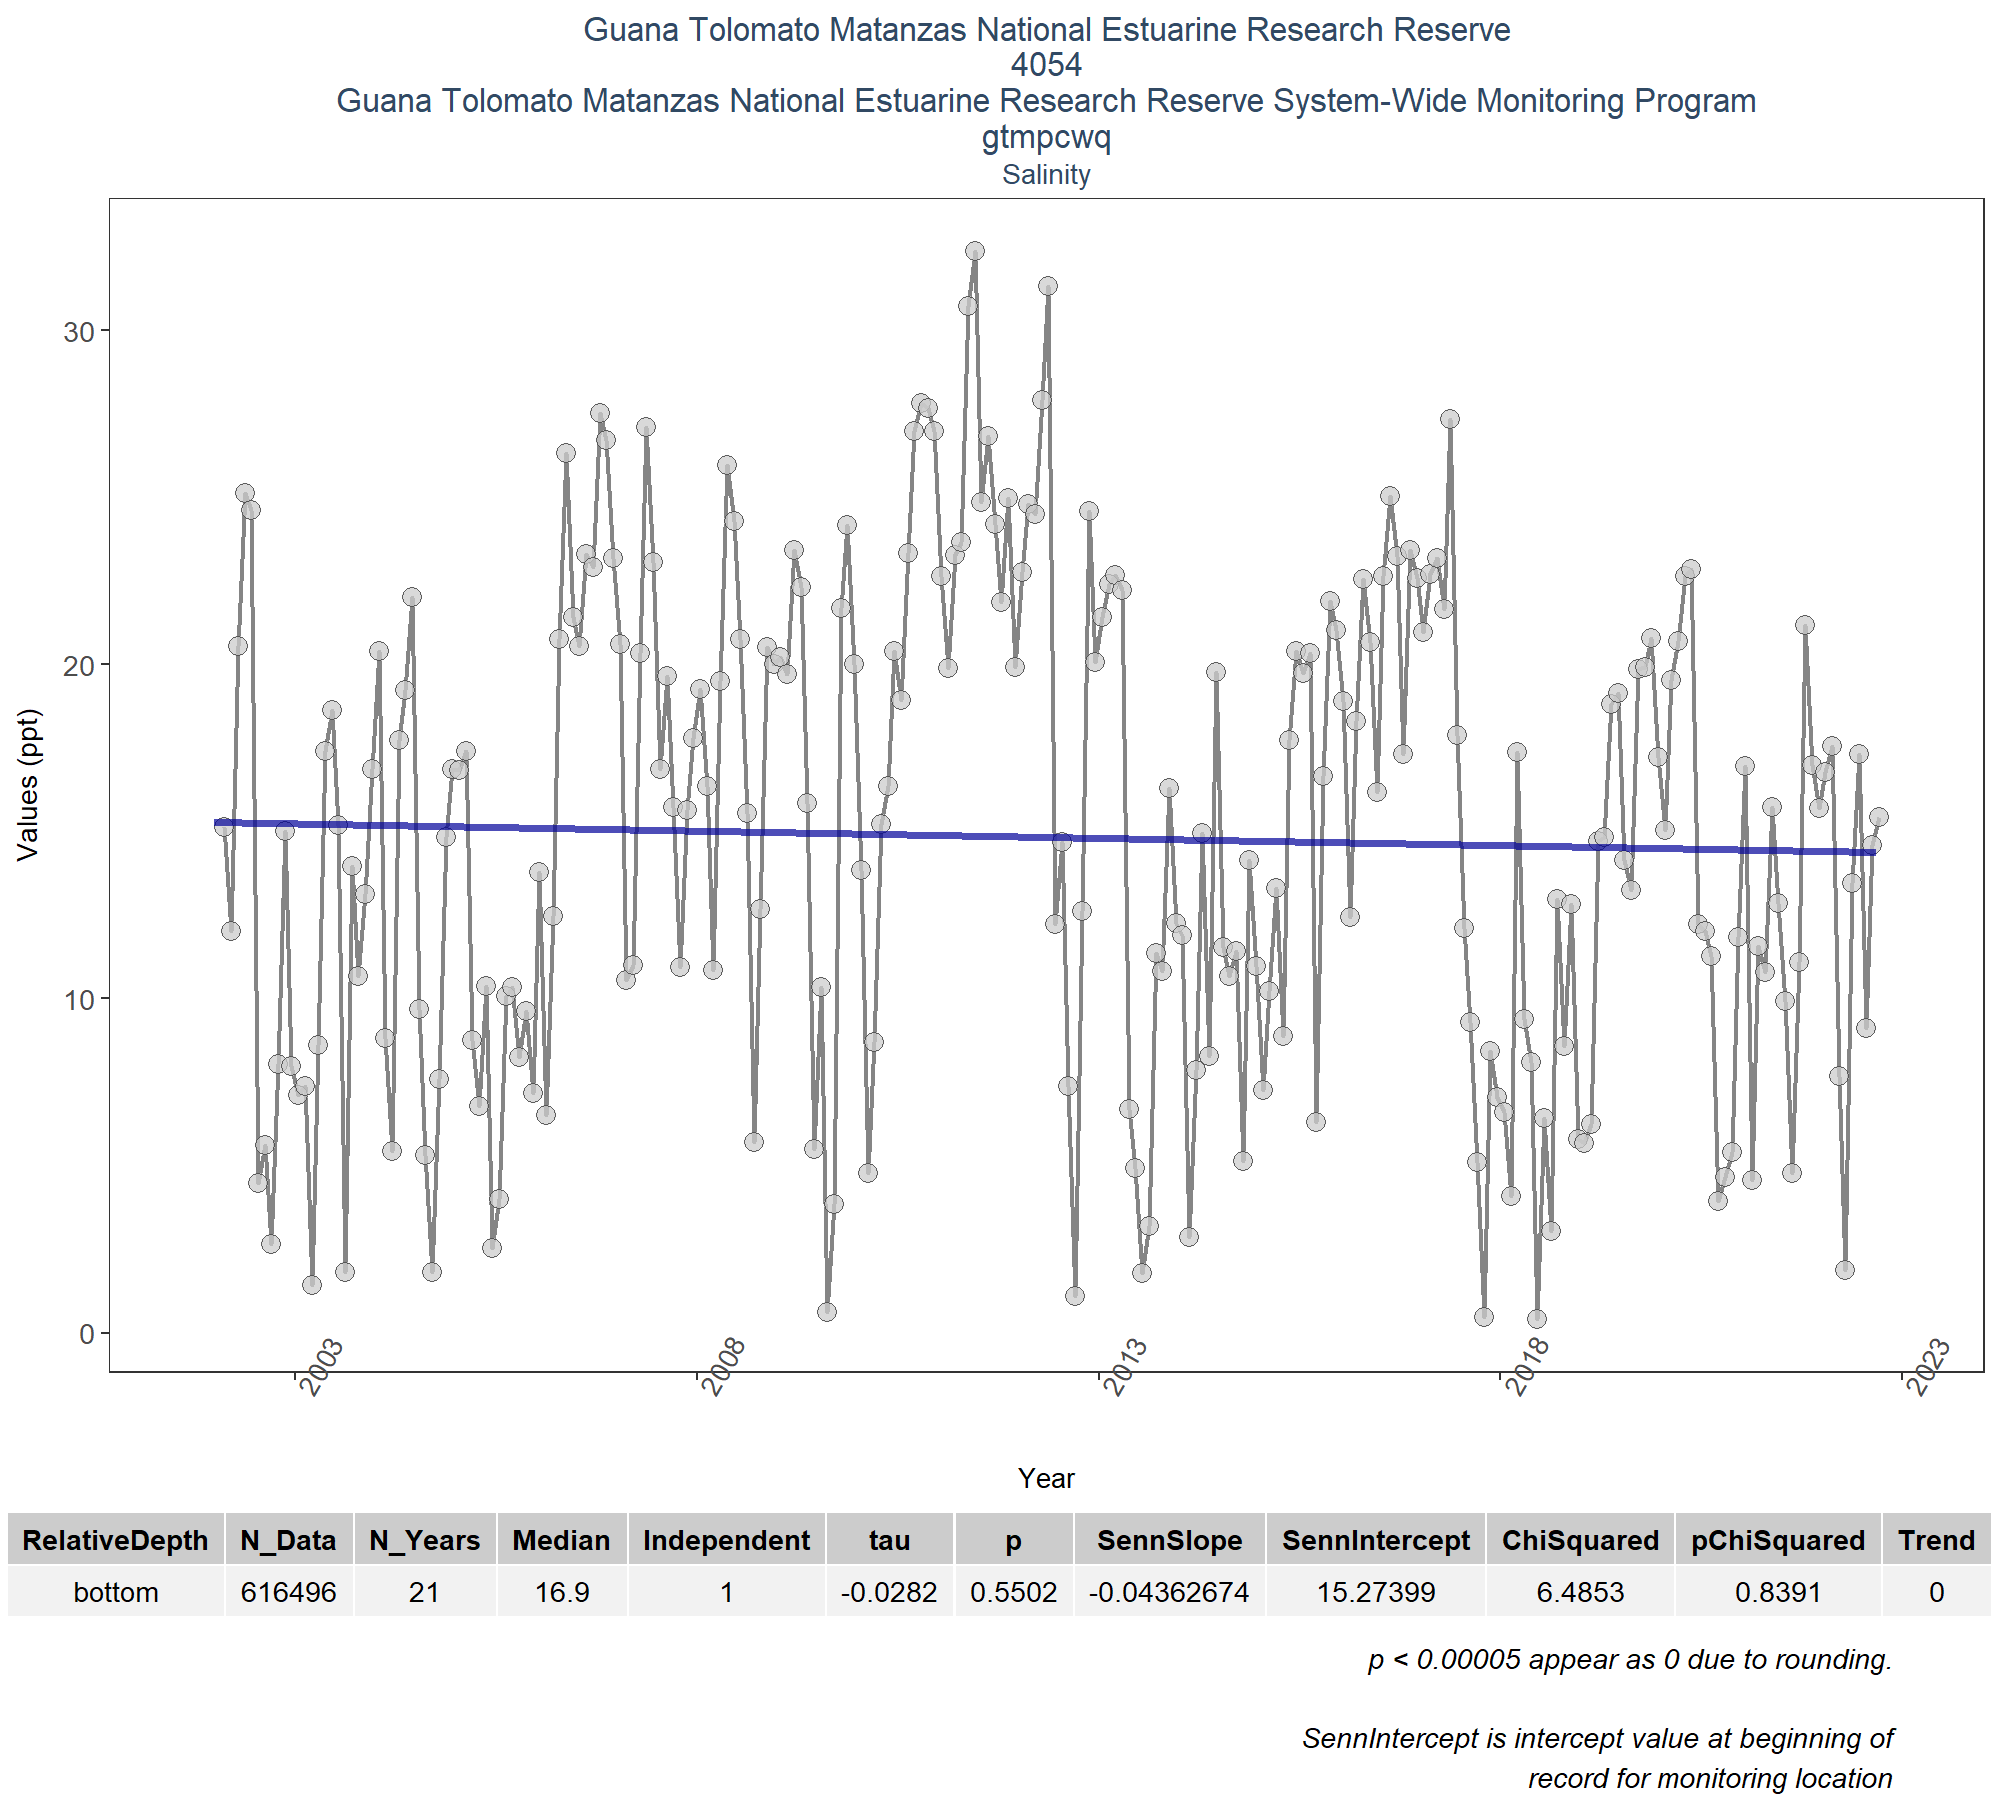 Guana Tolomato Matanzas National Estuarine Research Reserve
4054
Guana Tolomato Matanzas National Estuarine Research Reserve System-Wide Monitoring Program
gtmpcwq
Salinity
30
20
10
0
Values (ppt)
2003 2008 2013 2018 2023
Year
RelativeDepth N_Data N_Years Median Independent tau p SennSlope SennIntercept ChiSquared pChiSquared Trend
bottom 616496 21 16.9 1 -0.0282 0.5502 -0.04362674 15.27399 6.4853 0.8391 0
p < 0.00005 appear as 0 due to rounding.
SennIntercept is intercept value at beginning of
record for monitoring location